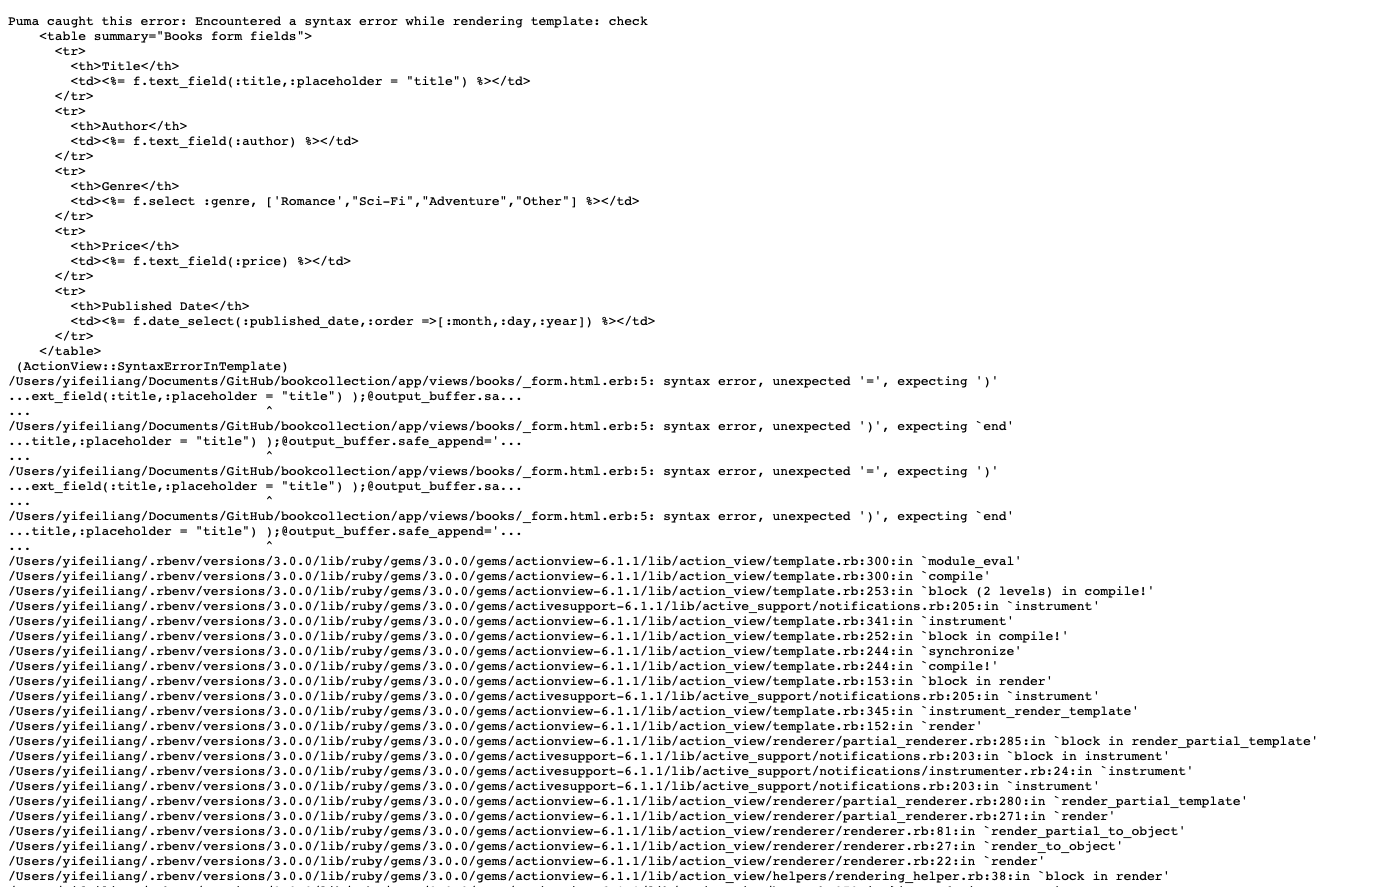 Puma caught this error: Encountered a syntax error while rendering template: check
    <table summary="Books form fields">
      <tr>
        <th>Title</th>
        <td><%= f.text_field(:title,:placeholder = "title") %></td>
      </tr>
      <tr>
        <th>Author</th>
        <td><%= f.text_field(:author) %></td>
      </tr>
      <tr>
        <th>Genre</th>
        <td><%= f.select :genre, ['Romance',"Sci-Fi","Adventure","Other"] %></td>
      </tr>
      <tr>
        <th>Price</th>
        <td><%= f.text_field(:price) %></td>
      </tr>
      <tr>
        <th>Published Date</th>
        <td><%= f.date_select(:published_date,:order =>[:month,:day,:year]) %></td>
      </tr>
    </table>
 (ActionView::SyntaxErrorInTemplate)
/Users/yifeiliang/Documents/GitHub/bookcollection/app/views/books/_form.html.erb:5: syntax error, unexpected '=', expecting ')'
...ext_field(:title,:placeholder = "title") );@output_buffer.sa...
...                              ^
/Users/yifeiliang/Documents/GitHub/bookcollection/app/views/books/_form.html.erb:5: syntax error, unexpected ')', expecting `end'
...title,:placeholder = "title") );@output_buffer.safe_append='...
...                              ^
/Users/yifeiliang/Documents/GitHub/bookcollection/app/views/books/_form.html.erb:5: syntax error, unexpected '=', expecting ')'
...ext_field(:title,:placeholder = "title") );@output_buffer.sa...
...                              ^
/Users/yifeiliang/Documents/GitHub/bookcollection/app/views/books/_form.html.erb:5: syntax error, unexpected ')', expecting `end'
...title,:placeholder = "title") );@output_buffer.safe_append='...
...                              ^
/Users/yifeiliang/.rbenv/versions/3.0.0/lib/ruby/gems/3.0.0/gems/actionview-6.1.1/lib/action_view/template.rb:300:in `module_eval'
/Users/yifeiliang/.rbenv/versions/3.0.0/lib/ruby/gems/3.0.0/gems/actionview-6.1.1/lib/action_view/template.rb:300:in `compile'
/Users/yifeiliang/.rbenv/versions/3.0.0/lib/ruby/gems/3.0.0/gems/actionview-6.1.1/lib/action_view/template.rb:253:in `block (2 levels) in compile!'
/Users/yifeiliang/.rbenv/versions/3.0.0/lib/ruby/gems/3.0.0/gems/activesupport-6.1.1/lib/active_support/notifications.rb:205:in `instrument'
/Users/yifeiliang/.rbenv/versions/3.0.0/lib/ruby/gems/3.0.0/gems/actionview-6.1.1/lib/action_view/template.rb:341:in `instrument'
/Users/yifeiliang/.rbenv/versions/3.0.0/lib/ruby/gems/3.0.0/gems/actionview-6.1.1/lib/action_view/template.rb:252:in `block in compile!'
/Users/yifeiliang/.rbenv/versions/3.0.0/lib/ruby/gems/3.0.0/gems/actionview-6.1.1/lib/action_view/template.rb:244:in `synchronize'
/Users/yifeiliang/.rbenv/versions/3.0.0/lib/ruby/gems/3.0.0/gems/actionview-6.1.1/lib/action_view/template.rb:244:in `compile!'
/Users/yifeiliang/.rbenv/versions/3.0.0/lib/ruby/gems/3.0.0/gems/actionview-6.1.1/lib/action_view/template.rb:153:in `block in render'
/Users/yifeiliang/.rbenv/versions/3.0.0/lib/ruby/gems/3.0.0/gems/activesupport-6.1.1/lib/active_support/notifications.rb:205:in `instrument'
/Users/yifeiliang/.rbenv/versions/3.0.0/lib/ruby/gems/3.0.0/gems/actionview-6.1.1/lib/action_view/template.rb:345:in `instrument_render_template'
/Users/yifeiliang/.rbenv/versions/3.0.0/lib/ruby/gems/3.0.0/gems/actionview-6.1.1/lib/action_view/template.rb:152:in `render'
/Users/yifeiliang/.rbenv/versions/3.0.0/lib/ruby/gems/3.0.0/gems/actionview-6.1.1/lib/action_view/renderer/partial_renderer.rb:285:in `block in render_partial_template'
/Users/yifeiliang/.rbenv/versions/3.0.0/lib/ruby/gems/3.0.0/gems/activesupport-6.1.1/lib/active_support/notifications.rb:203:in `block in instrument'
/Users/yifeiliang/.rbenv/versions/3.0.0/lib/ruby/gems/3.0.0/gems/activesupport-6.1.1/lib/active_support/notifications/instrumenter.rb:24:in `instrument'
/Users/yifeiliang/.rbenv/versions/3.0.0/lib/ruby/gems/3.0.0/gems/activesupport-6.1.1/lib/active_support/notifications.rb:203:in `instrument'
/Users/yifeiliang/.rbenv/versions/3.0.0/lib/ruby/gems/3.0.0/gems/actionview-6.1.1/lib/action_view/renderer/partial_renderer.rb:280:in `render_partial_template'
/Users/yifeiliang/.rbenv/versions/3.0.0/lib/ruby/gems/3.0.0/gems/actionview-6.1.1/lib/action_view/renderer/partial_renderer.rb:271:in `render'
/Users/yifeiliang/.rbenv/versions/3.0.0/lib/ruby/gems/3.0.0/gems/actionview-6.1.1/lib/action_view/renderer/renderer.rb:81:in `render_partial_to_object'
/Users/yifeiliang/.rbenv/versions/3.0.0/lib/ruby/gems/3.0.0/gems/actionview-6.1.1/lib/action_view/renderer/renderer.rb:27:in `render_to_object'
/Users/yifeiliang/.rbenv/versions/3.0.0/lib/ruby/gems/3.0.0/gems/actionview-6.1.1/lib/action_view/renderer/renderer.rb:22:in `render'
/Users/yifeiliang/.rbenv/versions/3.0.0/lib/ruby/gems/3.0.0/gems/actionview-6.1.1/lib/action_view/helpers/rendering_helper.rb:38:in `block in render'